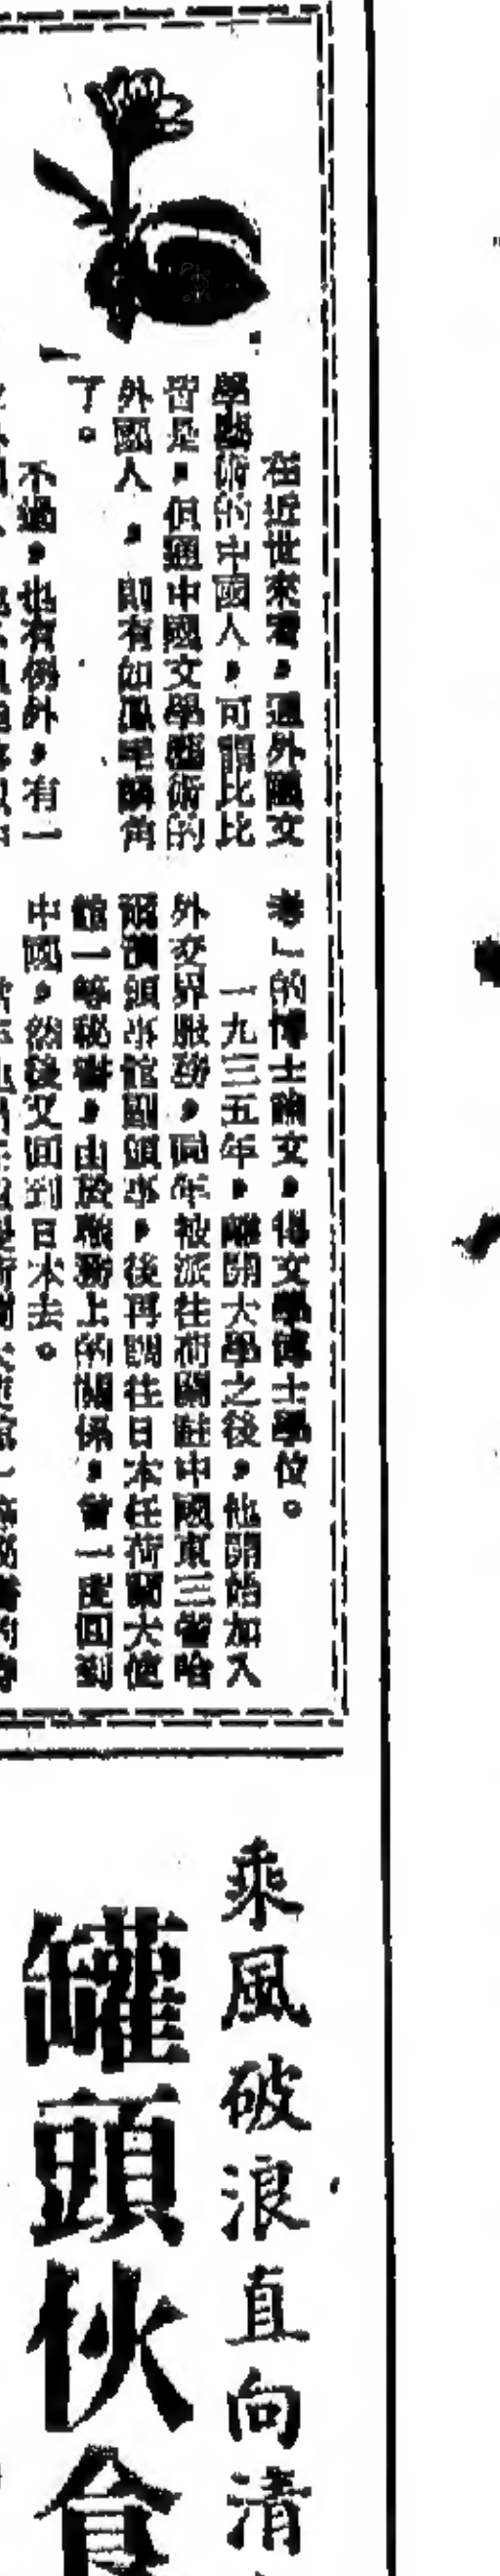 在近世來看，通外國文
學藝術的中國人，可謂比比
皆是，但通中國文學藝術的
外國人，即有如鳳毛麟角
了。
不過，也有例外，有一
考」的博士論文，得文學博士學位。
一九三五年，離開大學之後，他開始加入
外交界服務，同年被派往荷蘭駐中國東三省哈
爾濱領事館副領事，後再調往日本任荷蘭大使
館一等秘書，由於職務上的關係，曾一度回到
中國，然後又回到日本去。
乘風破浪直向清
罐頭伙食